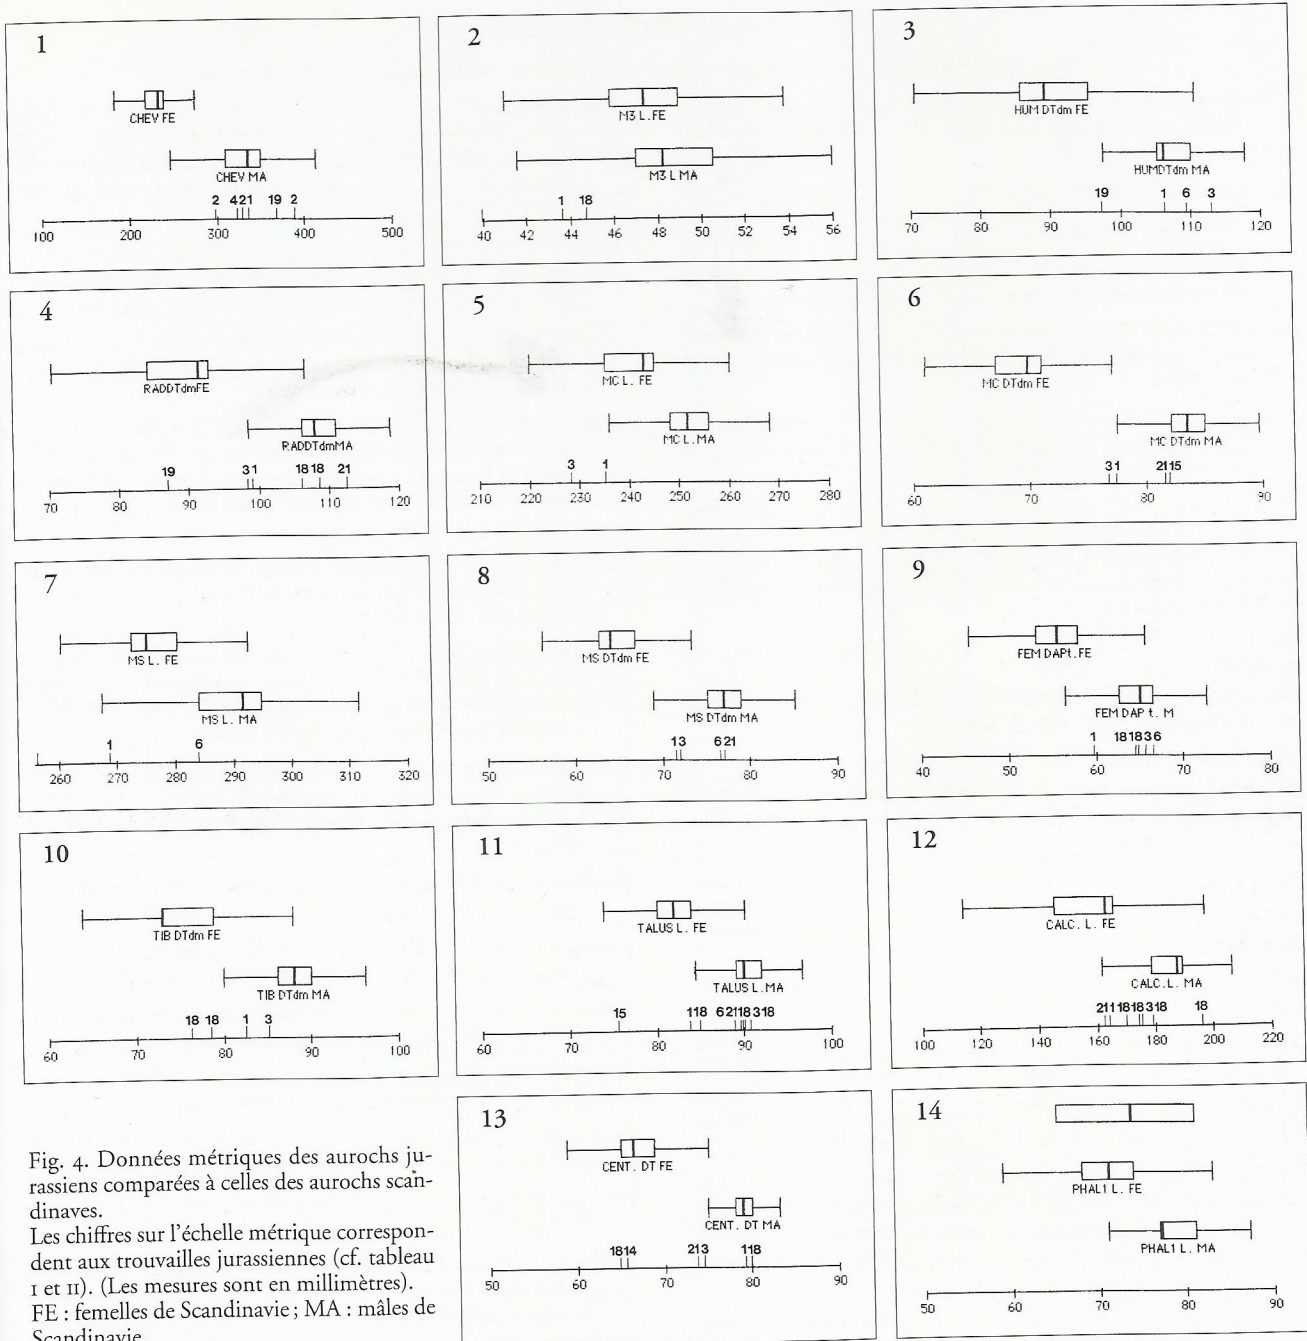 1
CHEV FE
CHEV MA
2 4 21 19 2
100 200 300 400 500
2
M3 L.FE
M3 L MA
1 18
40 42 44 46 48 50 52 54 56
3
HUM DTdm FE
HUMDTdm MA
19 1 6 3
70 80 90 100 110 120
4
RADDTdmFE
RADDTdmMA
19 31 18 18 21
70 80 90 100 110 120
5
MC L. FE
MC L.MA
3 1
210 220 230 240 250 260 270 280
6
MC DTdm FE
MC DTdm MA
31 2115
60 70 80 90
7
MS L. FE
MS L. MA
1 6
260 270 280 290 300 310 320
8
MS DTdm FE
MS DTdm MA
13 621
50 60 70 80 90
9
FEM DAPt.FE
FEM DAP t. M
1 1818 3 6
40 50 60 70 80
10
TIB DTdm FE
TIB DTdm MA
18 18 1 3
60 70 80 90 100
11
TALUS L. FE
TALUS L.MA
15 118 6 2118 318
60 70 80 90 100
12
CALC. L. FE
CALC.L. MA
211 1818 318 18
100 120 140 160 180 200 220
13
CENT. DT FE
CENT. DT MA
1814 213 118
50 60 70 80 90
14
PHAL1 L. FE
PHAL1 L. MA
50 60 70 80 90
Fig. 4. Données métriques des aurochs ju-
rassiens comparées à celles des aurochs scan-
dinaves.
Les chiffres sur l'échelle métrique correspon-
dent aux trouvailles jurassiennes (cf. tableau
I et II). (Les mesures sont en millimètres).
FE : femelles de Scandinavie ; MA : mâles de
Scandinavie